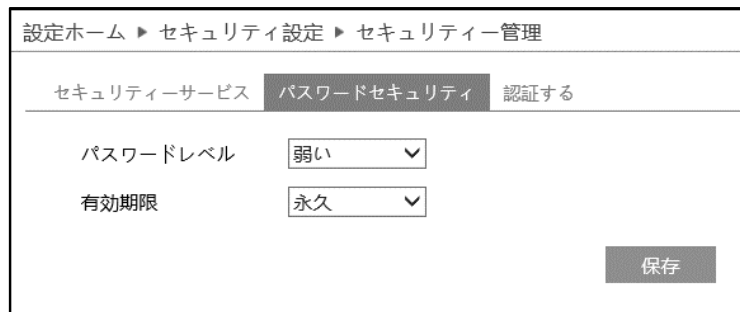 設定ホーム ▶ セキュリティ設定 ▶ セキュリティー管理
セキュリティーサービス パスワードセキュリティ 認証する
パスワードレベル 弱い
有効期限 永久
保存